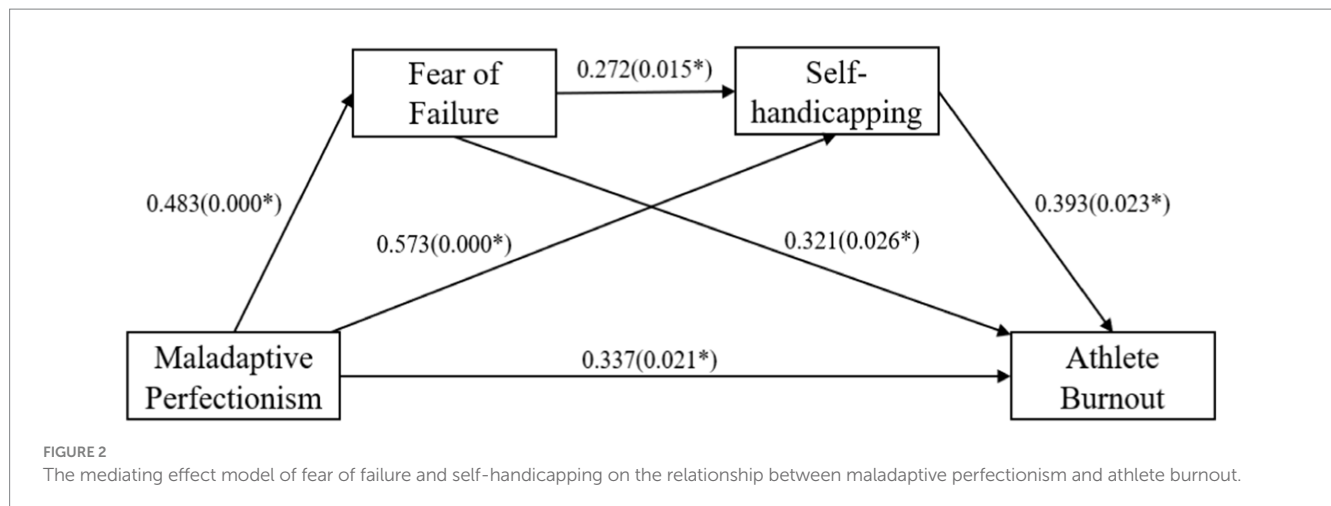 Fear of
Failure
0.272(0.015*)
Self-
handicapping
0.483(0.000*)
0.573(0.000*)
0.321(0.026*)
0.393(0.023*)
Maladaptive
Perfectionism
0.337(0.021*)
Athlete
Burnout
FIGURE 2
The mediating effect model of fear of failure and self-handicapping on the relationship between maladaptive perfectionism and athlete burnout.